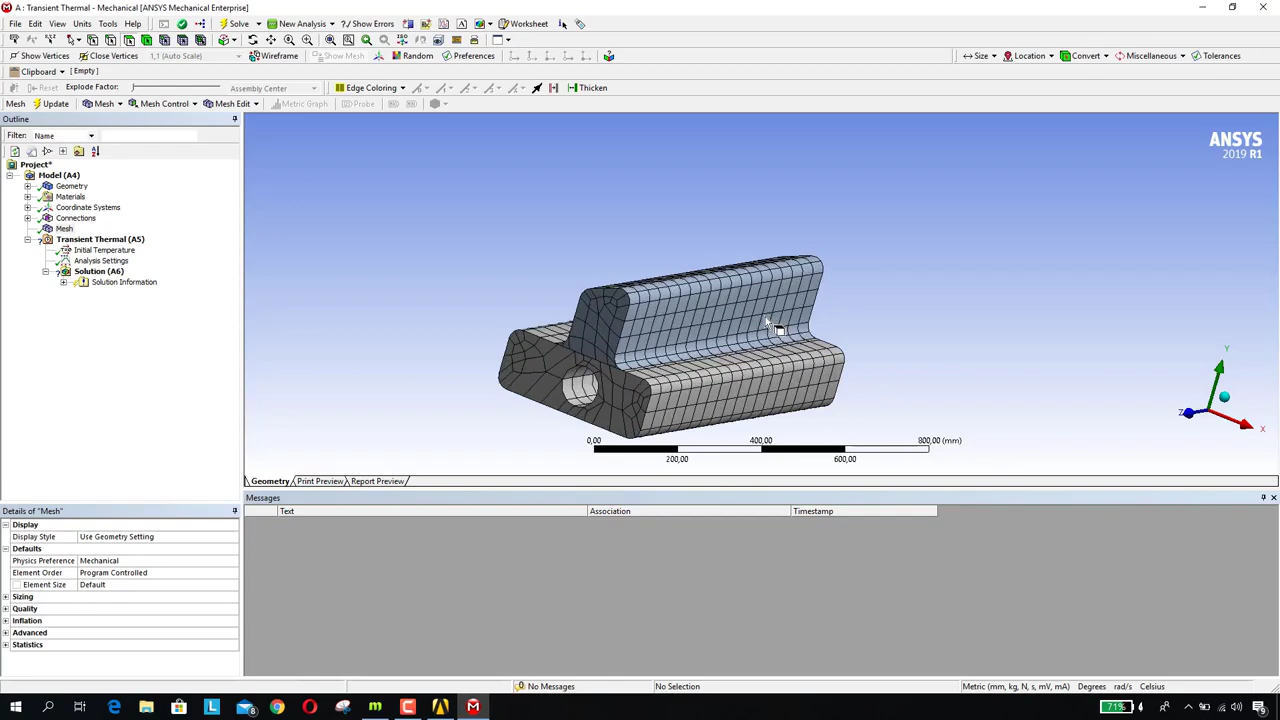 A : Transient Thermal - Mechanical [ANSYS Mechanical Enterprise]
File Edit View Units Tools Help Solve New Analysis ?/Show Errors Worksheet
Show Vertices Close Vertices 1,1 (Auto Scale) Wireframe Show Mesh Random Preferences Size Location Convert Miscellaneous Tolerances
Clipboard [ Empty ]
Reset Explode Factor: Assembly Center Edge Coloring Thicken
Mesh Update Mesh Mesh Control Mesh Edit Metric Graph Probe
Outline
Filter: Name
Project*
Model (A4)
Geometry
Materials
Coordinate Systems
Connections
Mesh
Transient Thermal (A5)
Initial Temperature
Analysis Settings
Solution (A6)
Solution Information
ANSYS
2019 R1
Y
Z
X
0,00 400,00 800,00 (mm)
200,00 600,00
Geometry Print Preview Report Preview
Details of "Mesh"
Display
Display Style Use Geometry Setting
Defaults
Physics Preference Mechanical
Element Order Program Controlled
Element Size Default
Sizing
Quality
Inflation
Advanced
Statistics
Messages
Text Association Timestamp
No Messages No Selection Metric (mm, kg, N, s, mV, mA) Degrees rad/s Celsius
71%